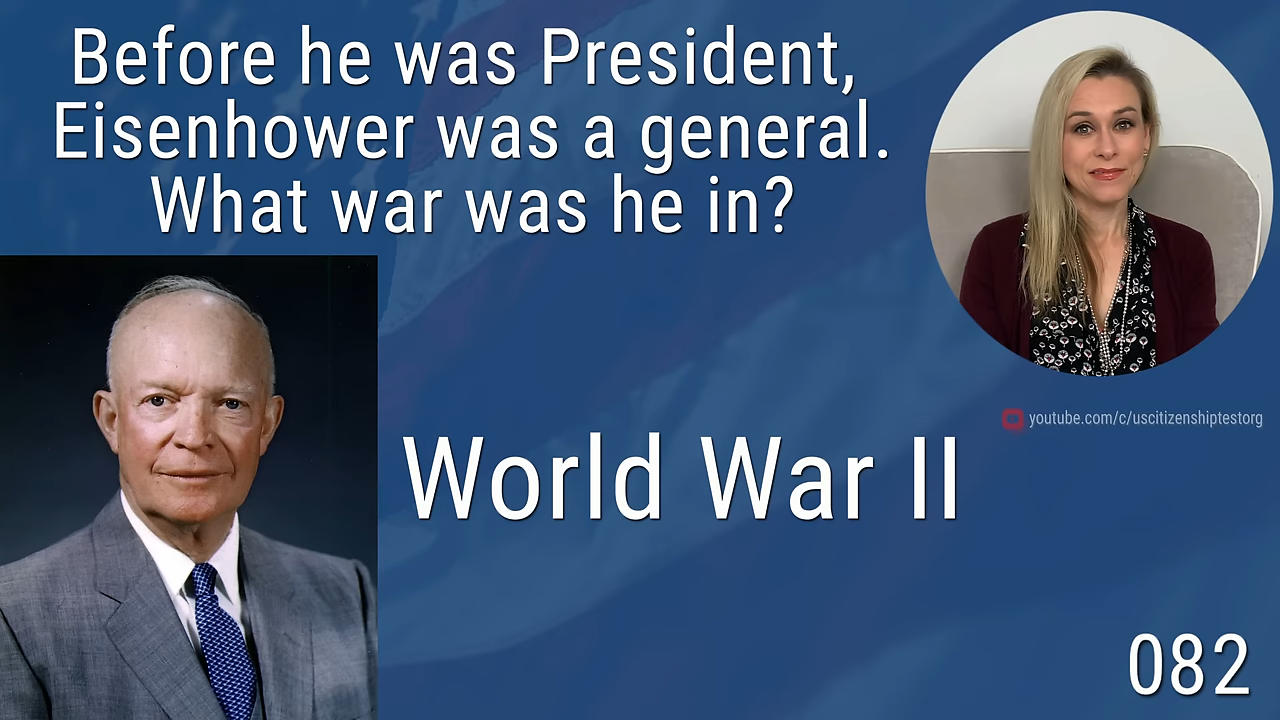 Before he was President,
Eisenhower was a general.
What war was he in?
youtube.com/c/uscitizenshiptestorg
World War II
082